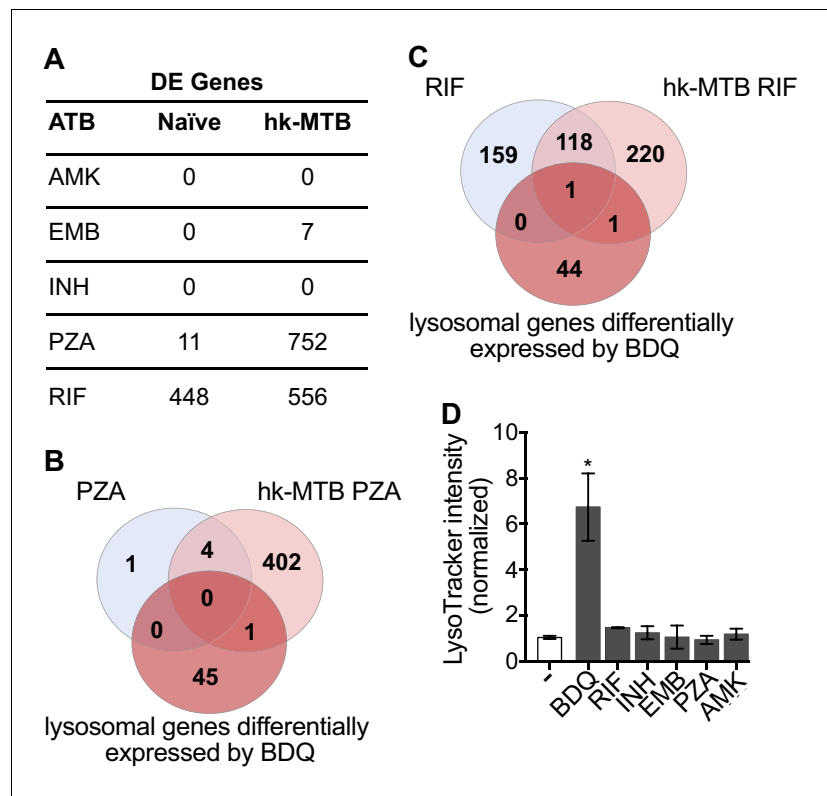 A
DE Genes
ATB Naïve hk-MTB
AMK 0 0
EMB 0 7
INH 0 0
PZA 11 752
RIF 448 556
B
PZA hk-MTB PZA
1 4 402
0
0 1
45
lysosomal genes differentially
expressed by BDQ
C
RIF hk-MTB RIF
159 118 220
1
0 1
44
lysosomal genes differentially
expressed by BDQ
D
LysoTracker intensity
(normalized)
10
8
6
4
2
0
*
- BDQ RIF INH EMB PZA AMK